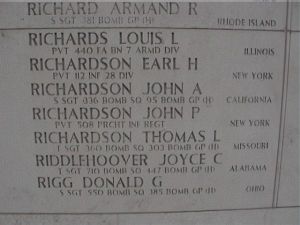 RICHARD ARMAND R
S SGT 381 BOMB GP (H) RHODE ISLAND
RICHARDS LOUIS L
PVT 440 FA BN 7 ARMD DIV ILLINOIS
RICHARDSON EARL H
PVT 112 INF 28 DIV NEW YORK
RICHARDSON JOHN A
S SGT 336 BOMB SQ 95 BOMB GP (H) CALIFORNIA
RICHARDSON JOHN P
PVT 508 PRCHT INF REGT NEW YORK
RICHARDSON THOMAS L
T SGT 360 BOMB SQ 303 BOMB GP (H) MISSOURI
RIDDLEHOOVER JOYCE C
T SGT 710 BOMB SQ 447 BOMB GP (H) ALABAMA
RIGG DONALD G
S SGT 550 BOMB SQ 385 BOMB GP (H) OHIO